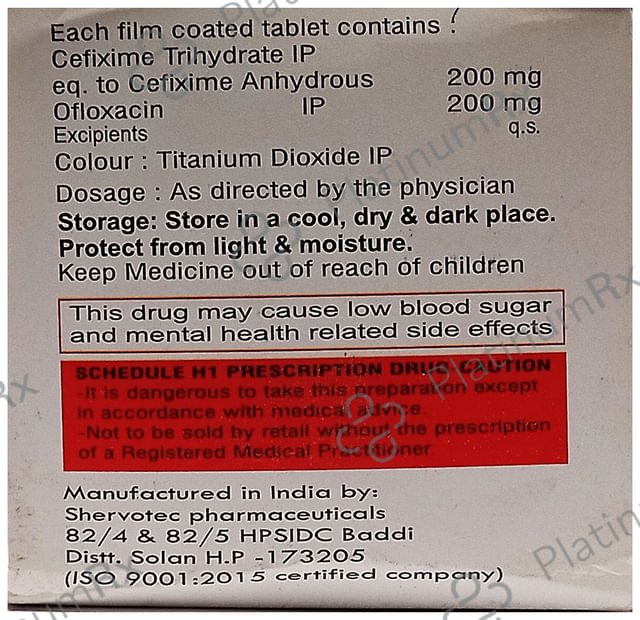 Each film coated tablet contains :
Cefixime Trihydrate IP
eq. to Cefixime Anhydrous 200 mg
Ofloxacin IP 200 mg
Excipients q.s.
Colour : Titanium Dioxide IP
Dosage : As directed by the physician
Storage: Store in a cool, dry & dark place.
Protect from light & moisture.
Keep Medicine out of reach of children
This drug may cause low blood sugar
and mental health related side effects
SCHEDULE H1 PRESCRIPTION DRUG CAUTION
-It is dangerous to take this preparation except
in accordance with medical advice.
-Not to be sold by retail without the prescription
of a Registered Medical Practitioner.
Manufactured in India by:
Shervotec pharmaceuticals
82/4 & 82/5 HPSIDC Baddi
Distt. Solan H.P -173205
(ISO 9001:2015 certified company)
PlatinumRx